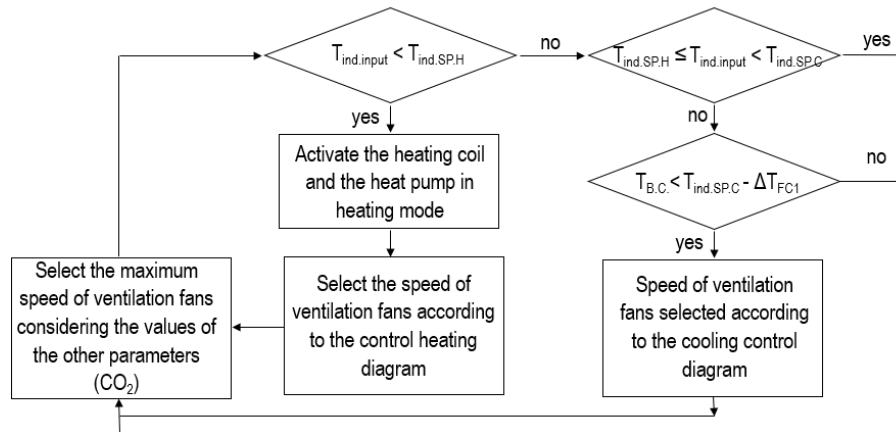 T_ind.input < T_ind.SP.H
no
T_ind.SP.H ≤ T_ind.input < T_ind.SP.C
yes
yes
no
Activate the heating coil
and the heat pump in
heating mode
T_B.C. < T_ind.SP.C - ΔT_FC1
no
yes
Select the maximum
speed of ventilation fans
considering the values of
the other parameters
(CO₂)
Select the speed of
ventilation fans according
to the control heating
diagram
Speed of ventilation
fans selected according
to the cooling control
diagram